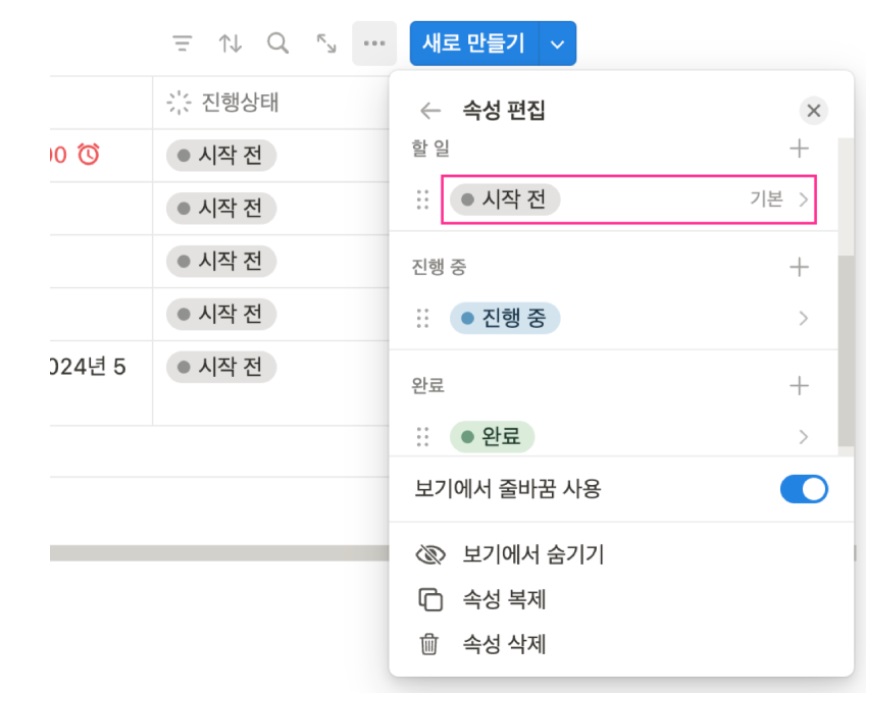 새로 만들기
진행상태
00
시작 전
시작 전
시작 전
시작 전
024년 5
시작 전
속성 편집
할 일
시작 전
기본
진행 중
진행 중
완료
완료
보기에서 줄바꿈 사용
보기에서 숨기기
속성 복제
속성 삭제